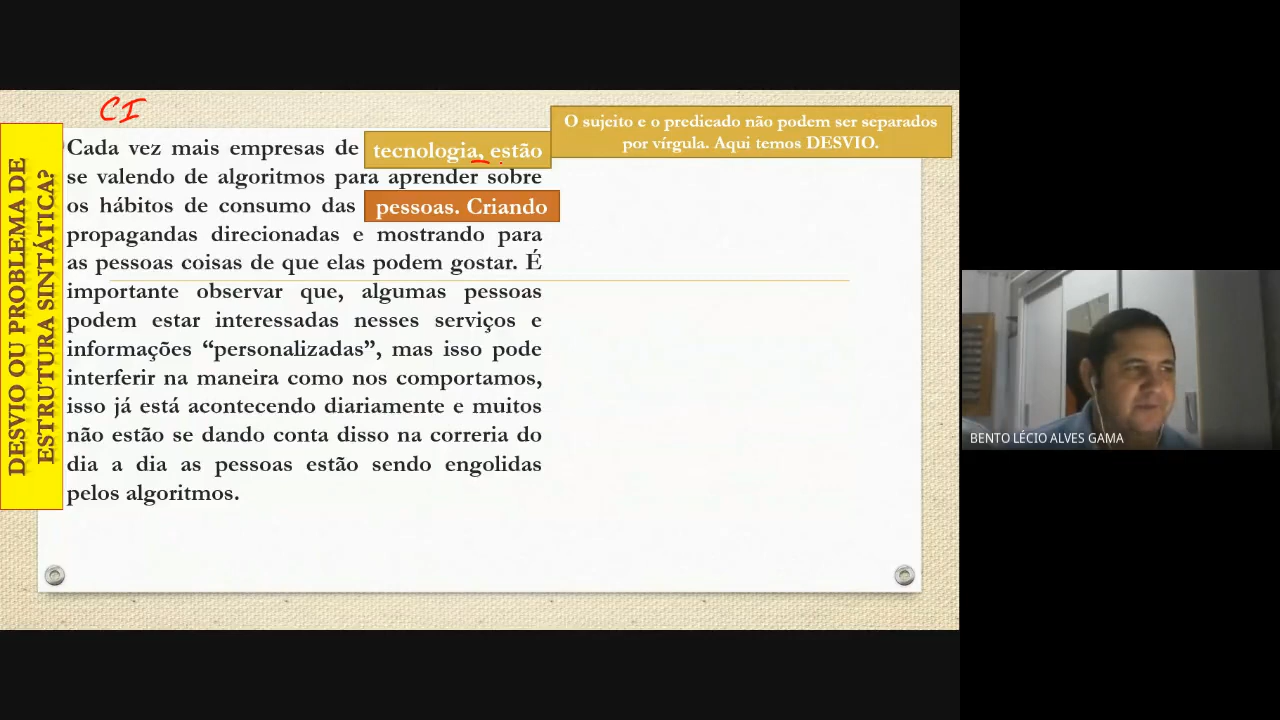 CI
DESVIO OU PROBLEMA DE
ESTRUTURA SINTÁTICA?
Cada vez mais empresas de tecnologia, estão
se valendo de algoritmos para aprender sobre
os hábitos de consumo das pessoas. Criando
propagandas direcionadas e mostrando para
as pessoas coisas de que elas podem gostar. É
importante observar que, algumas pessoas
podem estar interessadas nesses serviços e
informações “personalizadas”, mas isso pode
interferir na maneira como nos comportamos,
isso já está acontecendo diariamente e muitos
não estão se dando conta disso na correria do
dia a dia as pessoas estão sendo engolidas
pelos algoritmos.
O sujeito e o predicado não podem ser separados
por vírgula. Aqui temos DESVIO.
BENTO LÉCIO ALVES GAMA